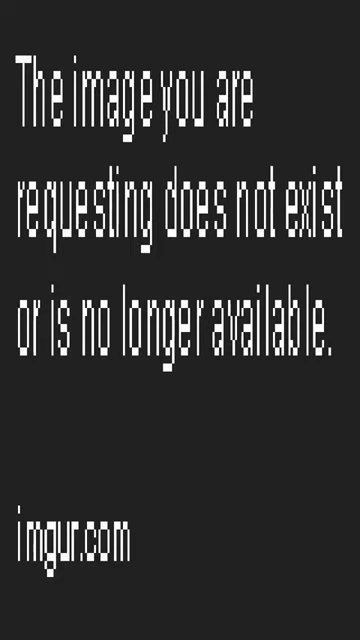 The image you are
requesting does not exist
or is no longer available.
imgur.com